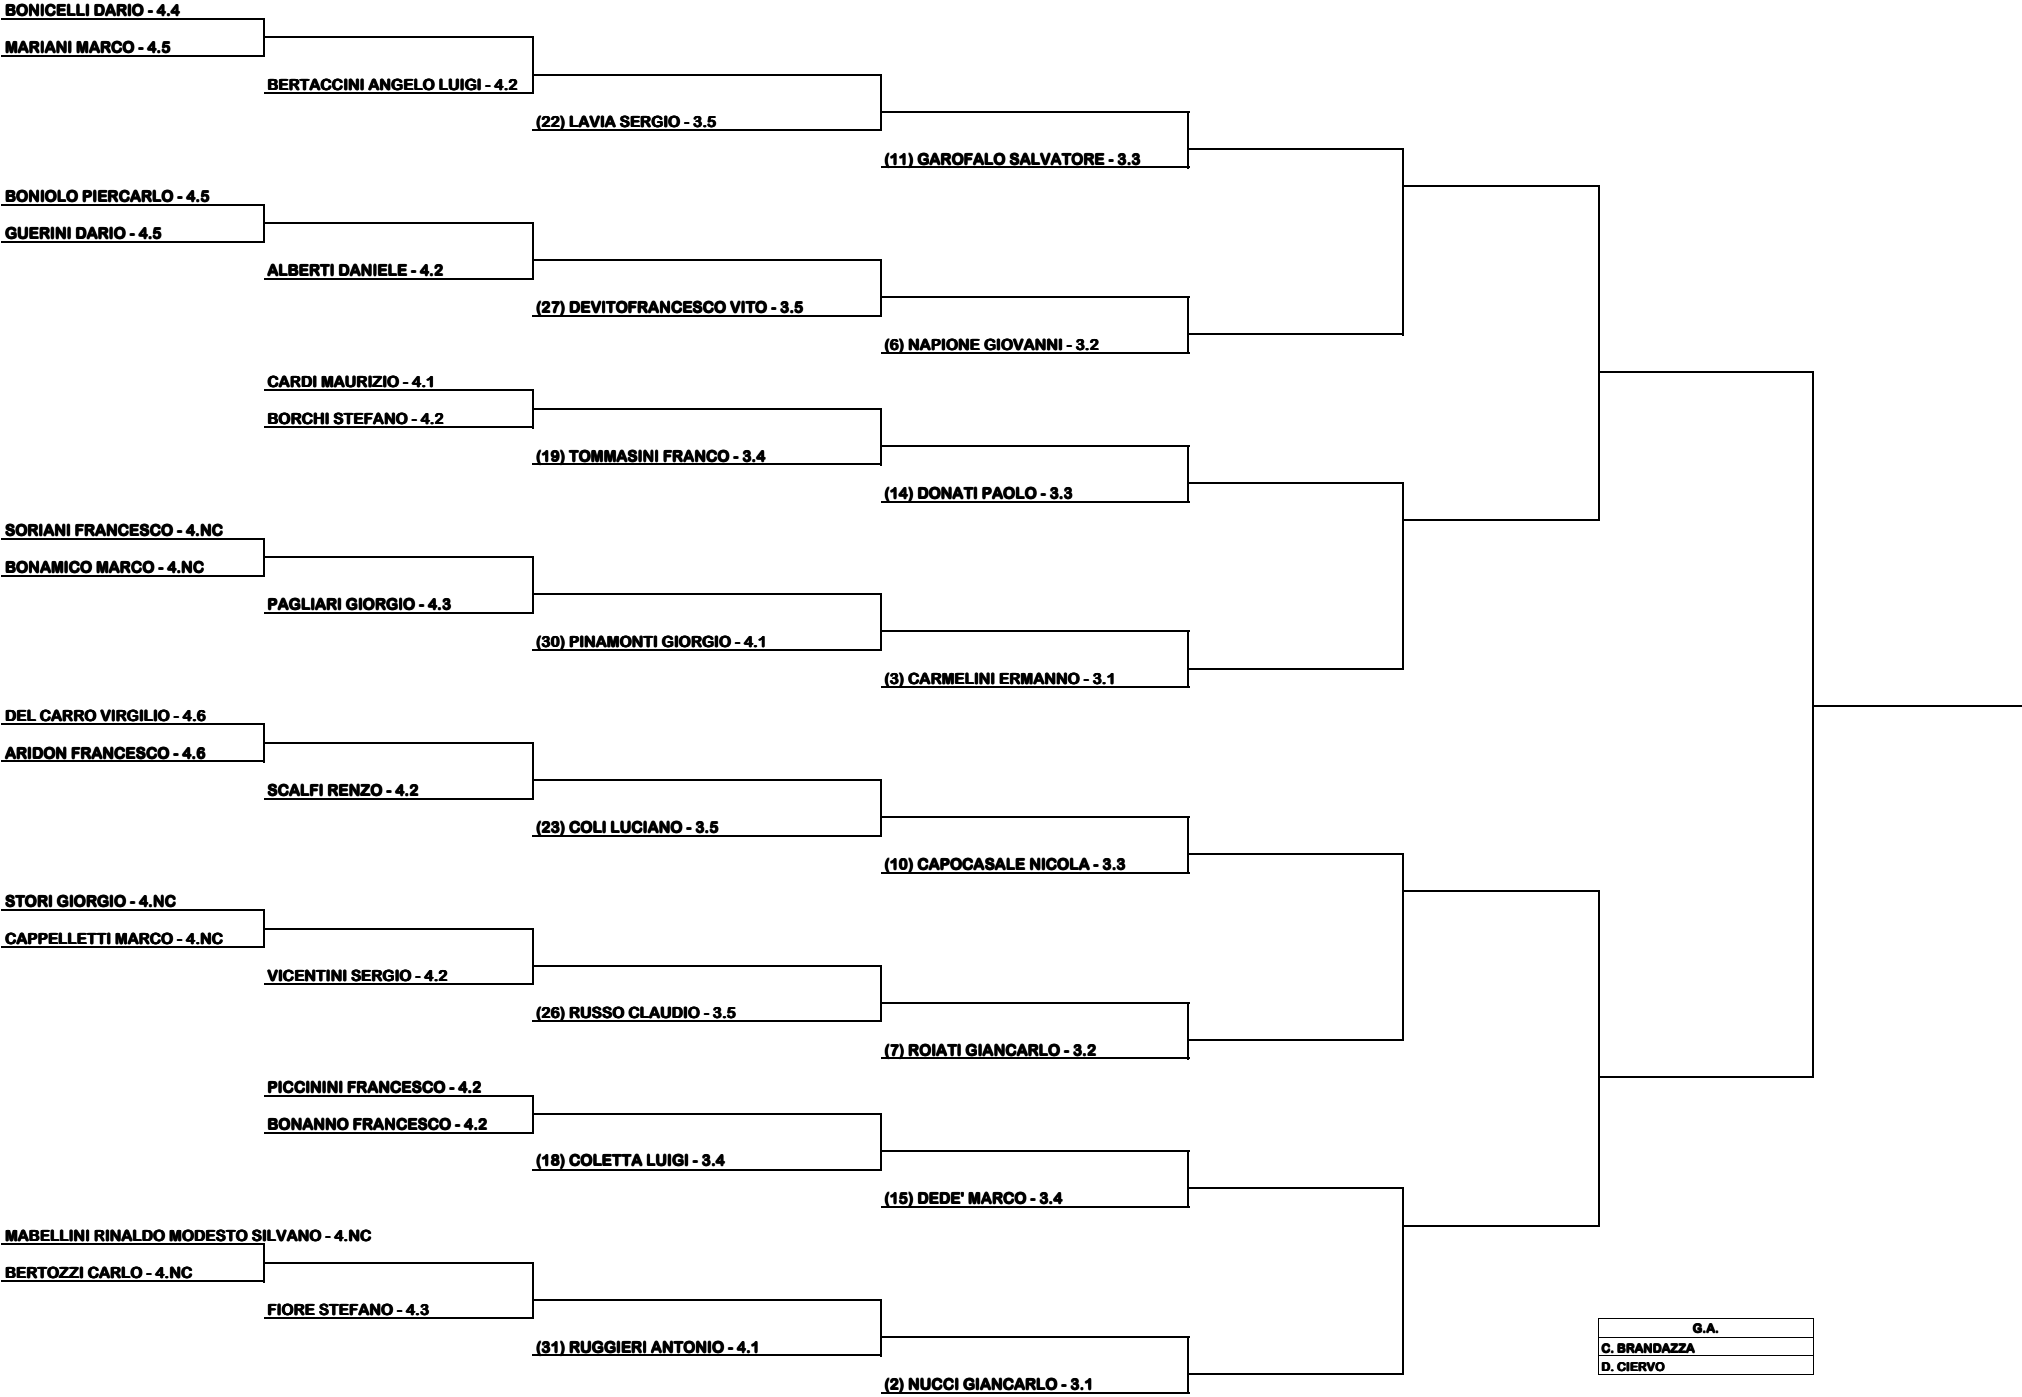 BONICELLI DARIO - 4.4
MARIANI MARCO - 4.5
BERTACCINI ANGELO LUIGI - 4.2
(22) LAVIA SERGIO - 3.5
(11) GAROFALO SALVATORE - 3.3
BONIOLO PIERCARLO - 4.5
GUERINI DARIO - 4.5
ALBERTI DANIELE - 4.2
(27) DEVITOFRANCESCO VITO - 3.5
(6) NAPIONE GIOVANNI - 3.2
CARDI MAURIZIO - 4.1
BORCHI STEFANO - 4.2
(19) TOMMASINI FRANCO - 3.4
(14) DONATI PAOLO - 3.3
SORIANI FRANCESCO - 4.NC
BONAMICO MARCO - 4.NC
PAGLIARI GIORGIO - 4.3
(30) PINAMONTI GIORGIO - 4.1
(3) CARMELINI ERMANNO - 3.1
DEL CARRO VIRGILIO - 4.6
ARIDON FRANCESCO - 4.6
SCALFI RENZO - 4.2
(23) COLI LUCIANO - 3.5
(10) CAPOCASALE NICOLA - 3.3
STORI GIORGIO - 4.NC
CAPPELLETTI MARCO - 4.NC
VICENTINI SERGIO - 4.2
(26) RUSSO CLAUDIO - 3.5
(7) ROIATI GIANCARLO - 3.2
PICCININI FRANCESCO - 4.2
BONANNO FRANCESCO - 4.2
(18) COLETTA LUIGI - 3.4
(15) DEDE' MARCO - 3.4
MABELLINI RINALDO MODESTO SILVANO - 4.NC
BERTOZZI CARLO - 4.NC
FIORE STEFANO - 4.3
(31) RUGGIERI ANTONIO - 4.1
(2) NUCCI GIANCARLO - 3.1
G.A.
C. BRANDAZZA
D. CIERVO